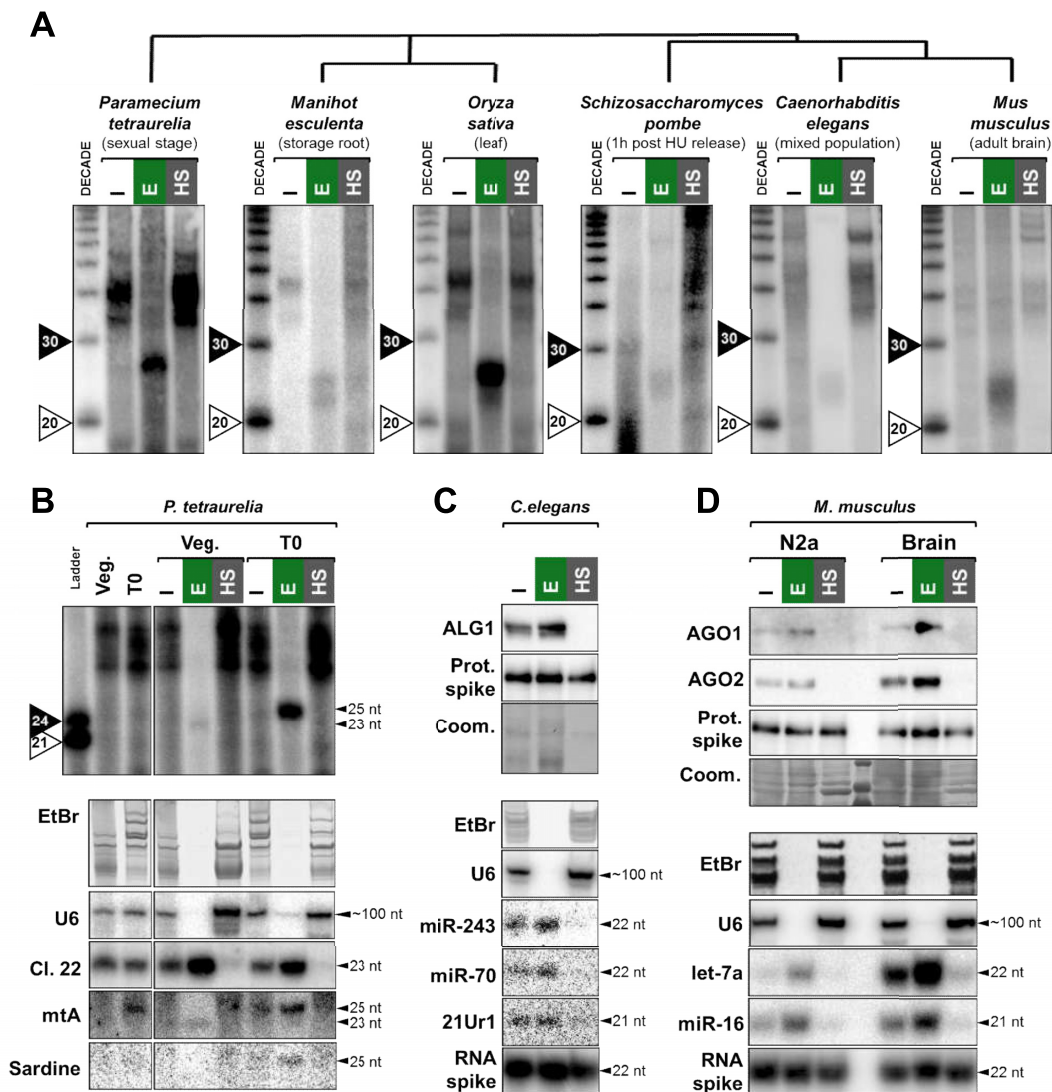 A
Paramecium tetraurelia (sexual stage)
Manihot esculenta (storage root)
Oryza sativa (leaf)
Schizosaccharomyces pombe (1h post HU release)
Caenorhabditis elegans (mixed population)
Mus musculus (adult brain)
DECADE I E HS
DECADE I E HS
DECADE I E HS
DECADE I E HS
DECADE I E HS
DECADE I E HS
30 30 30 30 30 30
20 20 20 20 20 20
B
P. tetraurelia
Veg. T0
Ladder Veg. T0 I E HS I E HS
24
21
25 nt
23 nt
EtBr
U6 ~100 nt
Cl. 22 23 nt
mtA 25 nt
23 nt
Sardine 25 nt
C
C.elegans
I E HS
ALG1
Prot. spike
Coom.
EtBr
U6 ~100 nt
miR-243 22 nt
miR-70 22 nt
21Ur1 21 nt
RNA spike 22 nt
D
M. musculus
N2a Brain
I E HS I E HS
AGO1
AGO2
Prot. spike
Coom.
EtBr
U6 ~100 nt
let-7a 22 nt
miR-16 21 nt
RNA spike 22 nt